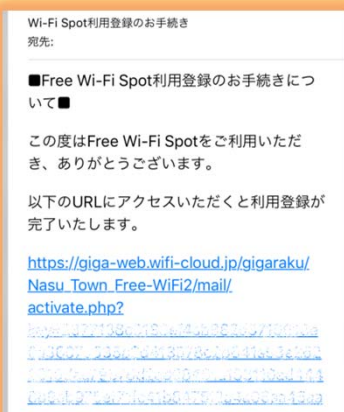 Wi-Fi Spot利用登録のお手続き
宛先:
■Free Wi-Fi Spot利用登録のお手続きにつ
いて■
この度はFree Wi-Fi Spotをご利用いただ
き、ありがとうございます。
以下のURLにアクセスいただくと利用登録が
完了いたします。
https://giga-web.wifi-cloud.jp/gigaraku/
Nasu_Town_Free-WiFi2/mail/
activate.php?